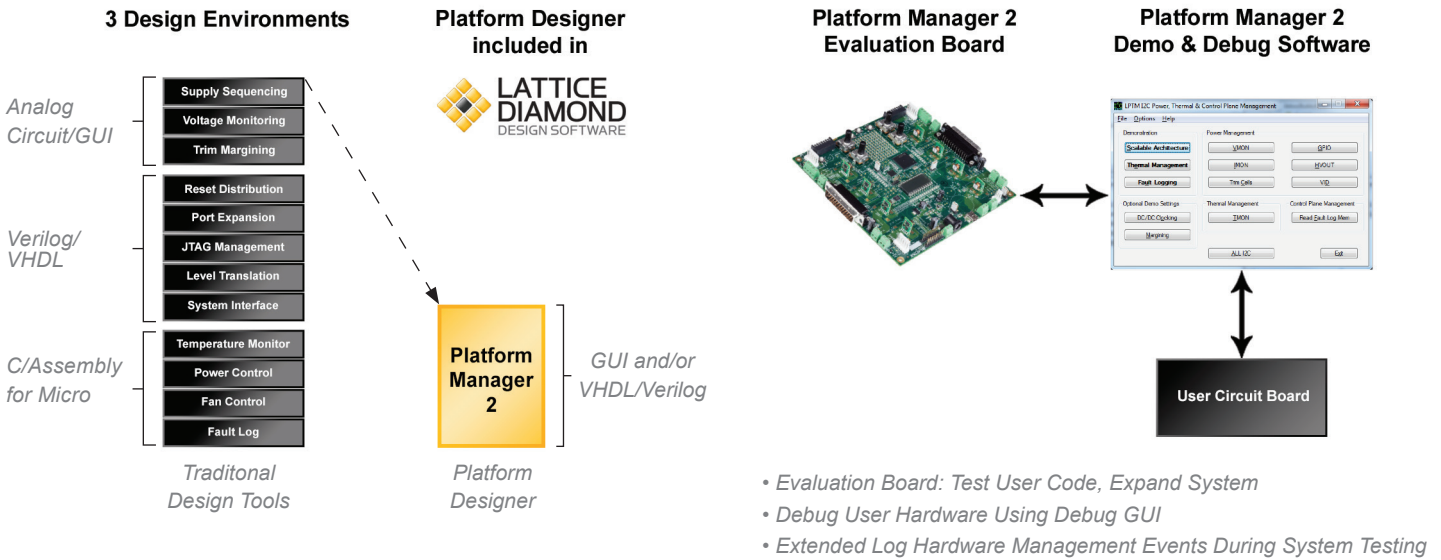 3 Design Environments
Analog
Circuit/GUI
Supply Sequencing
Voltage Monitoring
Trim Margining
Verilog/
VHDL
Reset Distribution
Port Expansion
JTAG Management
Level Translation
System Interface
C/Assembly
for Micro
Temperature Monitor
Power Control
Fan Control
Fault Log
Traditonal
Design Tools
Platform Designer
included in
LATTICE
DIAMOND
DESIGN SOFTWARE
Platform
Manager
2
GUI and/or
VHDL/Verilog
Platform
Designer
Platform Manager 2
Evaluation Board
Platform Manager 2
Demo & Debug Software
LPTM I2C Power, Thermal & Control Plane Management
File Options Help
Demonstration
Scalable Architecture
Thermal Management
Fault Logging
Power Management
VMON
GPIO
IMON
HVOUT
Trim Cells
VID
Optional Demo Settings
DC/DC Clocking
Margining
Thermal Management
TMON
Control Plane Management
Read Fault Log Mem
ALL I2C
Exit
User Circuit Board
• Evaluation Board: Test User Code, Expand System
• Debug User Hardware Using Debug GUI
• Extended Log Hardware Management Events During System Testing